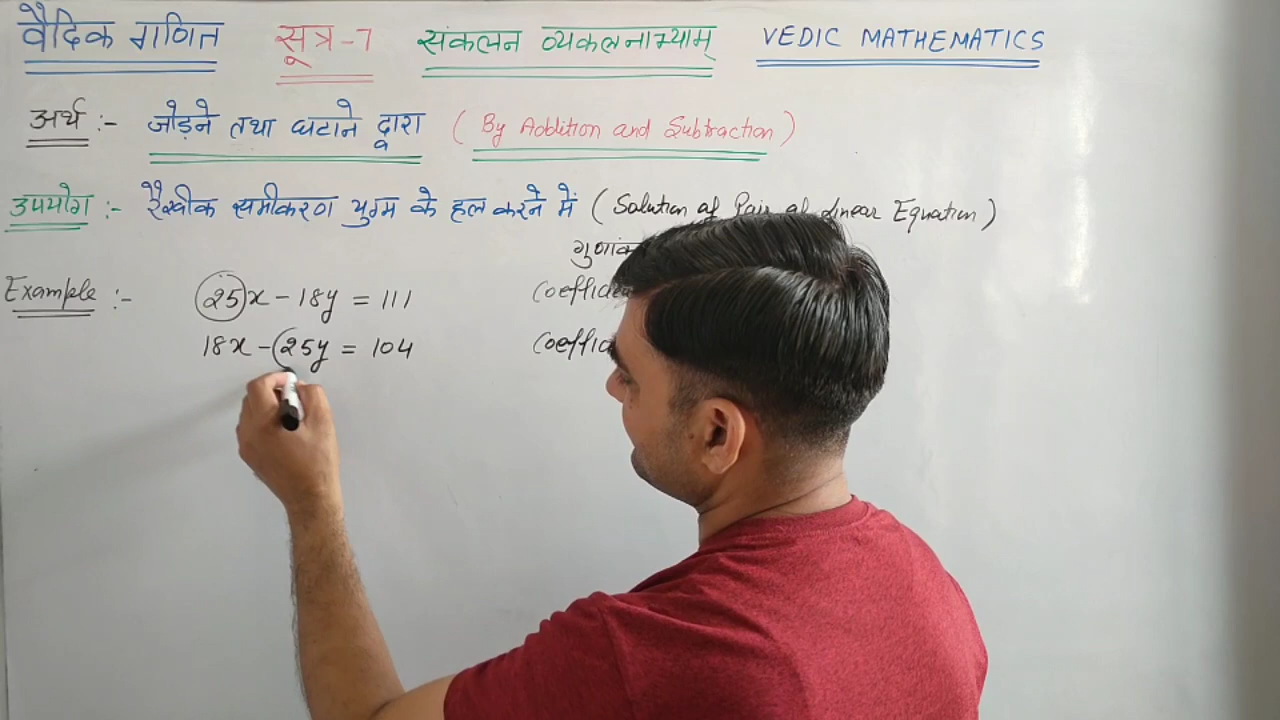 वैदिक गणित सूत्र-7 संकलन व्यकलनाभ्याम् VEDIC MATHEMATICS
अर्थ :- जोड़ने तथा घटाने द्वारा ( By Addition and Subtraction )
उपयोग :- रैखीक समीकरण युग्म के हल करने में ( Solution of Pair of Linear Equation )
Example :- 25x - 18y = 111
18x - 25y = 104